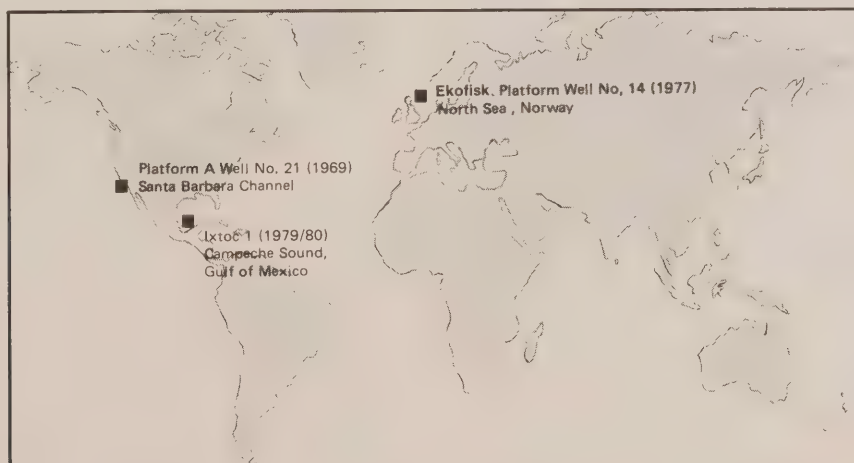 Ekofisk. Platform Well No, 14 (1977)
North Sea , Norway
Platform A Well No. 21 (1969)
Santa Barbara Channel
Ixtoc 1 (1979/80)
Campeche Sound,
Gulf of Mexico